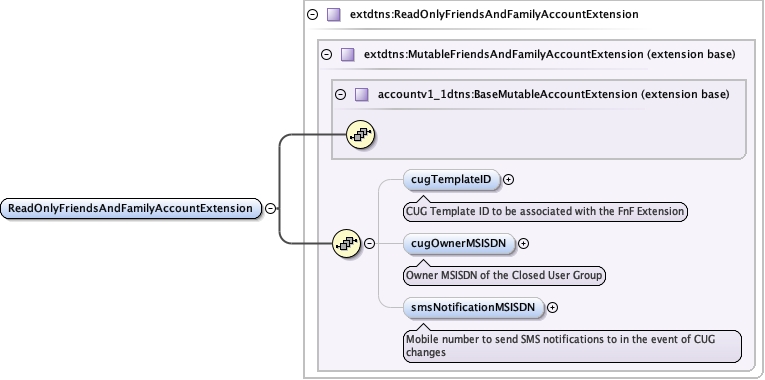 extdtns:ReadOnlyFriendsAndFamilyAccountExtension
extdtns:MutableFriendsAndFamilyAccountExtension (extension base)
accountv1_1dtns:BaseMutableAccountExtension (extension base)
ReadOnlyFriendsAndFamilyAccountExtension
cugTemplateID
CUG Template ID to be associated with the FnF Extension
cugOwnerMSISDN
Owner MSISDN of the Closed User Group
smsNotificationMSISDN
Mobile number to send SMS notifications to in the event of CUG
changes